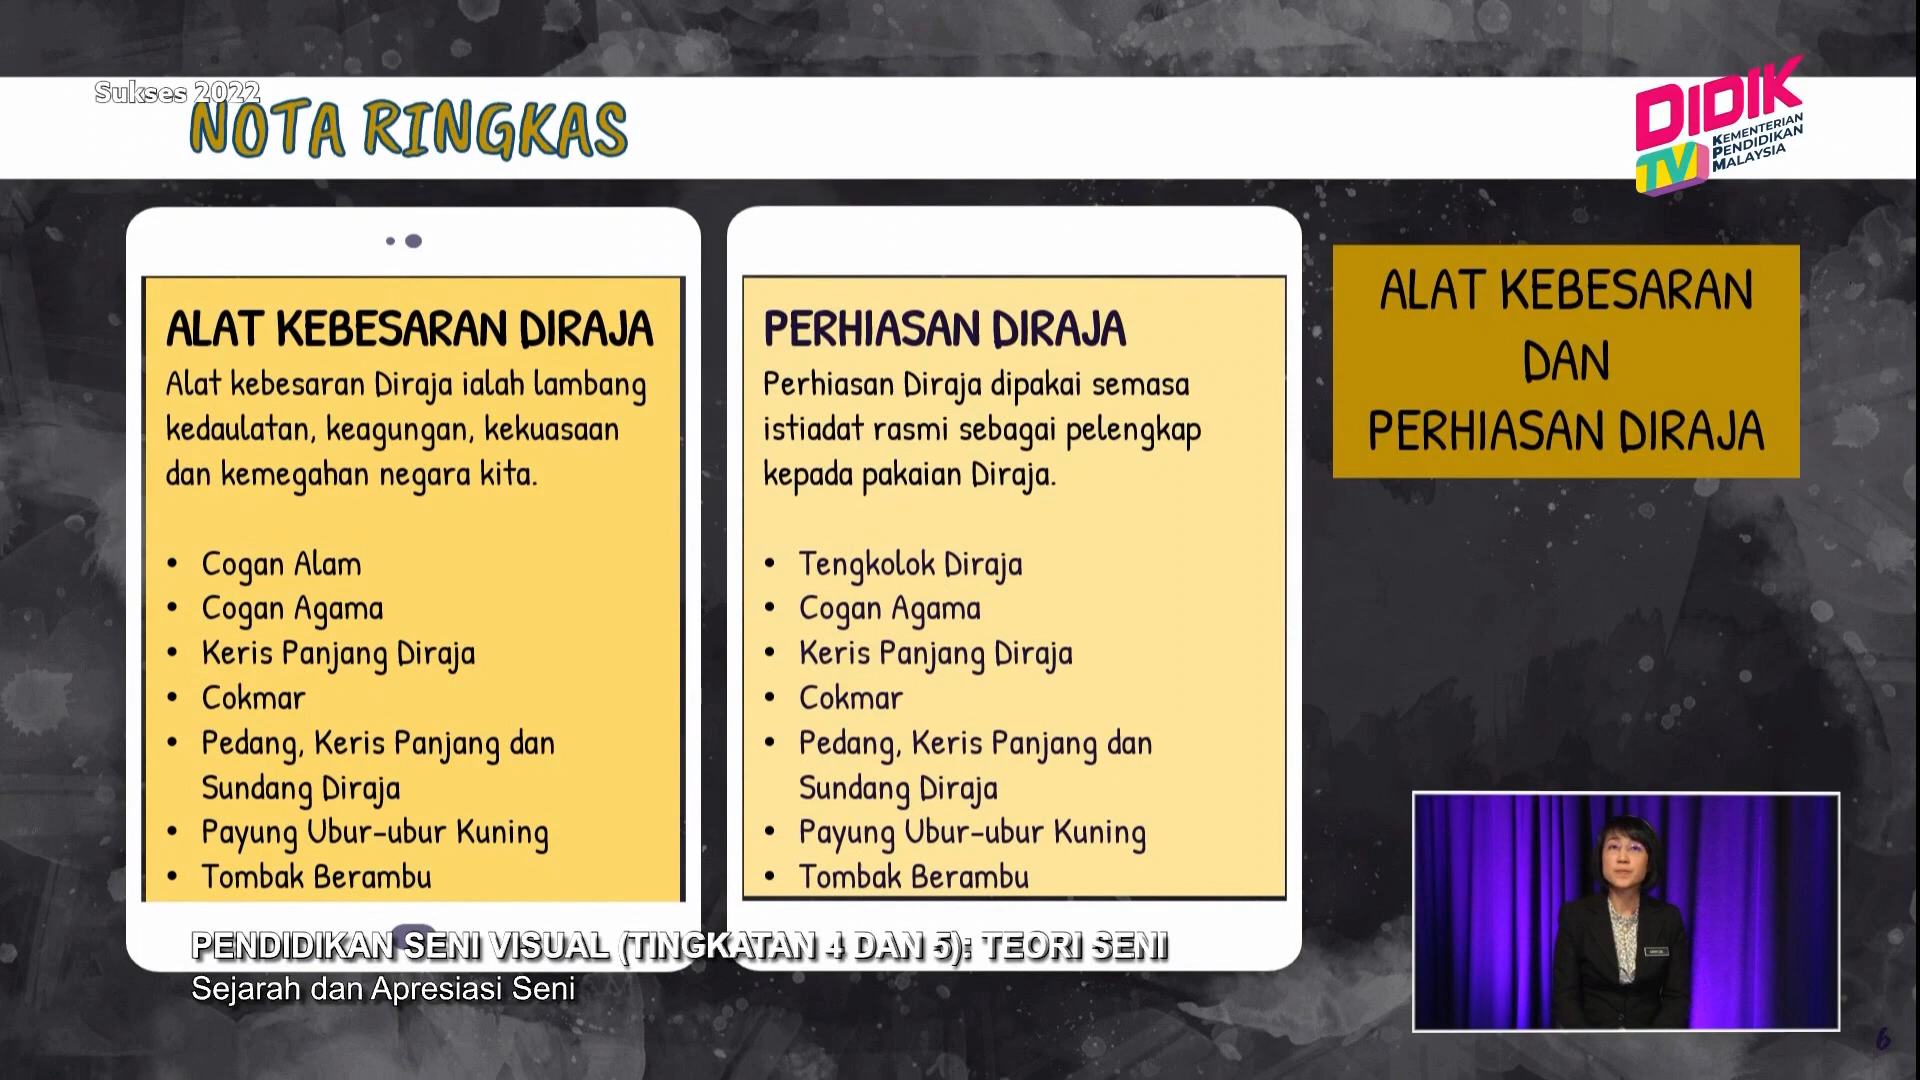 Sukses 2022
NOTA RINGKAS
DIDIK
TV
KEMENTERIAN
PENDIDIKAN
MALAYSIA
ALAT KEBESARAN DIRAJA
Alat kebesaran Diraja ialah lambang
kedaulatan, keagungan, kekuasaan
dan kemegahan negara kita.
• Cogan Alam
• Cogan Agama
• Keris Panjang Diraja
• Cokmar
• Pedang, Keris Panjang dan
Sundang Diraja
• Payung Ubur-ubur Kuning
• Tombak Berambu
PERHIASAN DIRAJA
Perhiasan Diraja dipakai semasa
istiadat rasmi sebagai pelengkap
kepada pakaian Diraja.
• Tengkolok Diraja
• Cogan Agama
• Keris Panjang Diraja
• Cokmar
• Pedang, Keris Panjang dan
Sundang Diraja
• Payung Ubur-ubur Kuning
• Tombak Berambu
ALAT KEBESARAN
DAN
PERHIASAN DIRAJA
PENDIDIKAN SENI VISUAL (TINGKATAN 4 DAN 5): TEORI SENI
Sejarah dan Apresiasi Seni
6